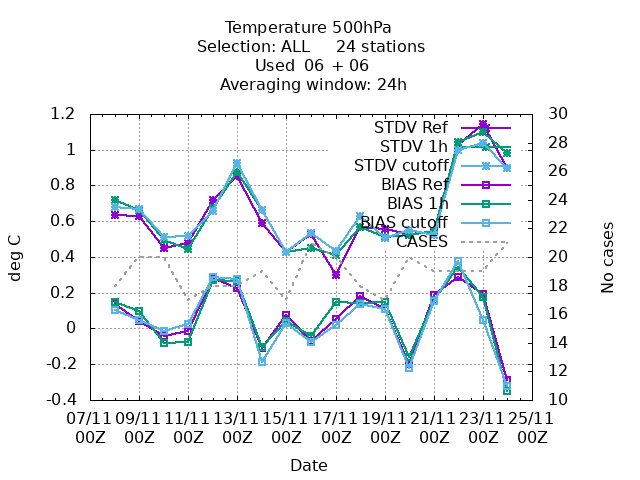 Temperature 500hPa
Selection: ALL     24 stations
Used  06 + 06
Averaging window: 24h
1.2
1
0.8
0.6
0.4
0.2
0
-0.2
-0.4
deg C
30
28
26
24
22
20
18
16
14
12
10
No cases
STDV Ref
STDV 1h
STDV cutoff
BIAS Ref
BIAS 1h
BIAS cutoff
CASES
07/11 09/11 11/11 13/11 15/11 17/11 19/11 21/11 23/11 25/11
00Z 00Z 00Z 00Z 00Z 00Z 00Z 00Z 00Z 00Z
Date